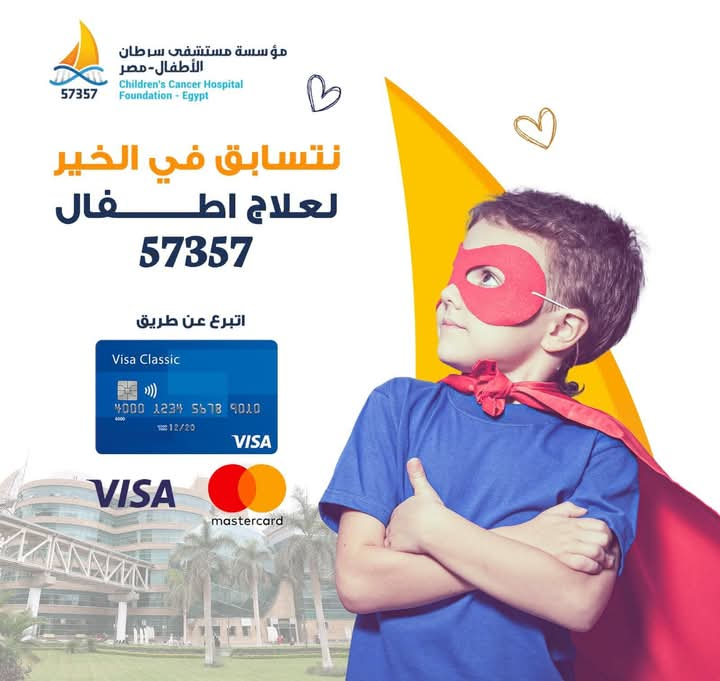 مؤسسة مستشفى سرطان
الأطفال-مصر
Children's Cancer Hospital
Foundation - Egypt
57357
نتسابق في الخير
لعلاج اطفال
57357
اتبرع عن طريق
Visa Classic
4000 1234 5678 9010
4000
12/20
VISA
VISA
mastercard